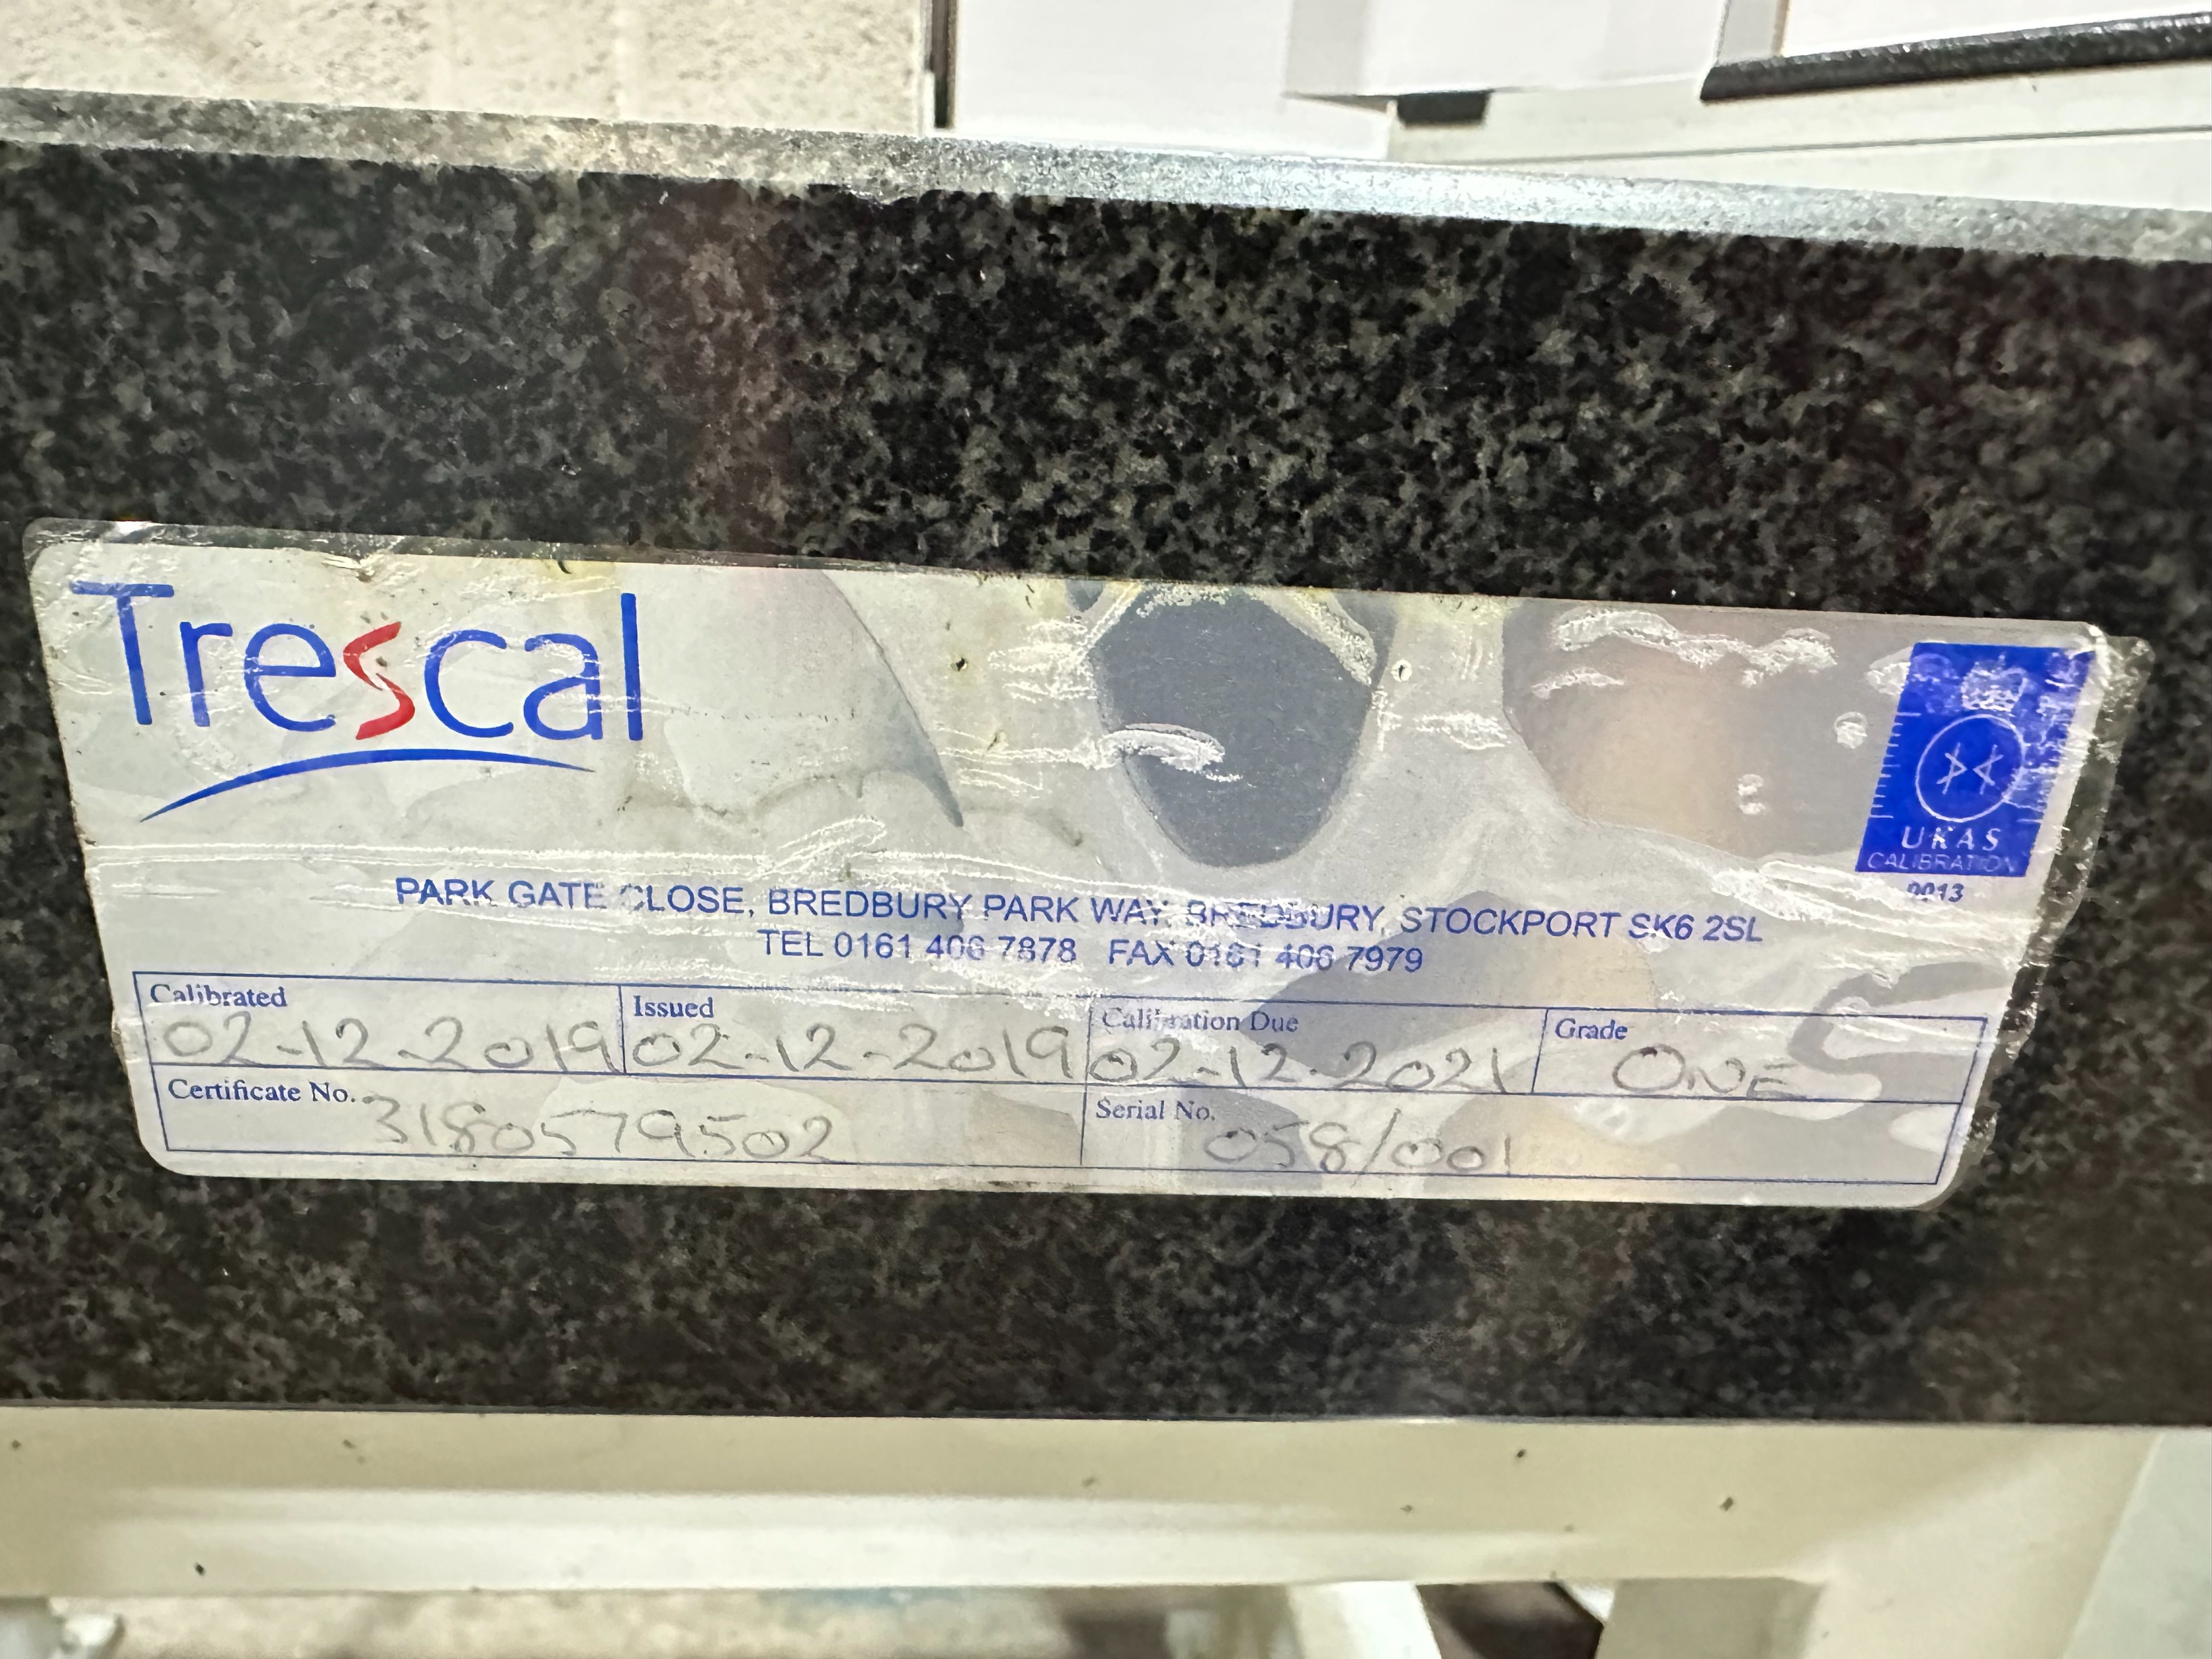 Trescal
UKAS
CALIBRATION
0013
PARK GATE CLOSE, BREDBURY PARK WAY, BREDBURY, STOCKPORT SK6 2SL
TEL 0161 406 7878 FAX 0161 406 7979
Calibrated Issued Calibration Due Grade
02-12-2019 02-12-2019 02-12-2021 ONE
Certificate No. 3180579502 Serial No. 058/001